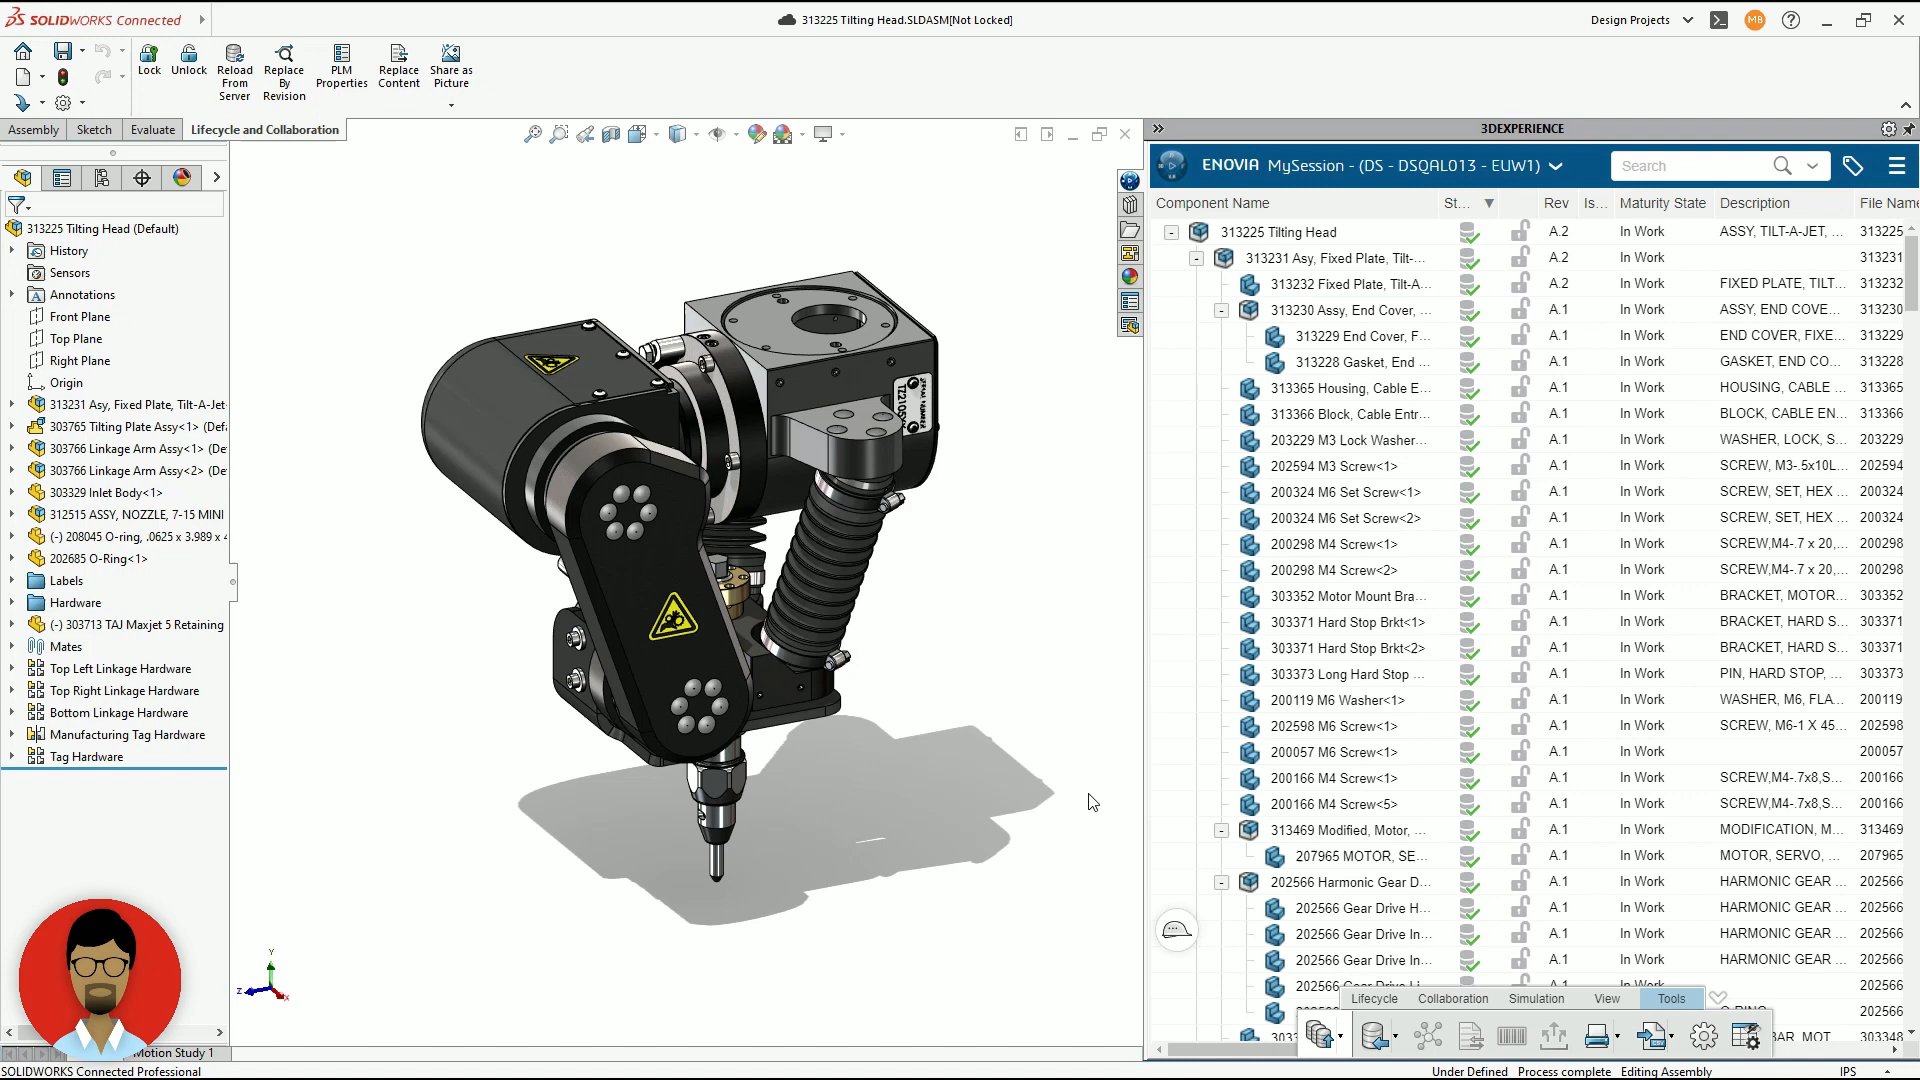 SOLIDWORKS Connected
313225 Tilting Head.SLDASM[Not Locked]
Design Projects
MB
Lock
Unlock
Reload From Server
Replace By Revision
PLM Properties
Replace Content
Share as Picture
Assembly
Sketch
Evaluate
Lifecycle and Collaboration
3DEXPERIENCE
313225 Tilting Head (Default)
History
Sensors
Annotations
Front Plane
Top Plane
Right Plane
Origin
313231 Asy, Fixed Plate, Tilt-A-Jet
303765 Tilting Plate Assy<1> (Def
303766 Linkage Arm Assy<1> (De
303766 Linkage Arm Assy<2> (De
303329 Inlet Body<1>
312515 ASSY, NOZZLE, 7-15 MINI
(-) 208045 O-ring, .0625 x 3.989 x 4
202685 O-Ring<1>
Labels
Hardware
(-) 303713 TAJ Maxjet 5 Retaining
Mates
Top Left Linkage Hardware
Top Right Linkage Hardware
Bottom Linkage Hardware
Manufacturing Tag Hardware
Tag Hardware
Y
Z
X
ENOVIA MySession - (DS - DSQAL013 - EUW1)
Search
Component Name St... Rev Is... Maturity State Description File Name
313225 Tilting Head A.2 In Work ASSY, TILT-A-JET, ... 313225
313231 Asy, Fixed Plate, Tilt-... A.2 In Work 313231
313232 Fixed Plate, Tilt-A... A.2 In Work FIXED PLATE, TILT... 313232
313230 Assy, End Cover, ... A.1 In Work ASSY, END COVE... 313230
313229 End Cover, F... A.1 In Work END COVER, FIXE... 313229
313228 Gasket, End ... A.1 In Work GASKET, END CO... 313228
313365 Housing, Cable E... A.1 In Work HOUSING, CABLE ... 313365
313366 Block, Cable Entr... A.1 In Work BLOCK, CABLE EN... 313366
203229 M3 Lock Washer... A.1 In Work WASHER, LOCK, S... 203229
202594 M3 Screw<1> A.1 In Work SCREW, M3-.5x10L... 202594
200324 M6 Set Screw<1> A.1 In Work SCREW, SET, HEX ... 200324
200324 M6 Set Screw<2> A.1 In Work SCREW, SET, HEX ... 200324
200298 M4 Screw<1> A.1 In Work SCREW,M4-.7 x 20,... 200298
200298 M4 Screw<2> A.1 In Work SCREW,M4-.7 x 20,... 200298
303352 Motor Mount Bra... A.1 In Work BRACKET, MOTOR... 303352
303371 Hard Stop Brkt<1> A.1 In Work BRACKET, HARD S... 303371
303371 Hard Stop Brkt<2> A.1 In Work BRACKET, HARD S... 303371
303373 Long Hard Stop ... A.1 In Work PIN, HARD STOP, ... 303373
200119 M6 Washer<1> A.1 In Work WASHER, M6, FLA... 200119
202598 M6 Screw<1> A.1 In Work SCREW, M6-1 X 45... 202598
200057 M6 Screw<1> A.1 In Work 200057
200166 M4 Screw<1> A.1 In Work SCREW,M4-.7x8,S... 200166
200166 M4 Screw<5> A.1 In Work SCREW,M4-.7x8,S... 200166
313469 Modified, Motor, ... A.1 In Work MODIFICATION, M... 313469
207965 MOTOR, SE... A.1 In Work MOTOR, SERVO, ... 207965
202566 Harmonic Gear D... A.1 In Work HARMONIC GEAR ... 202566
202566 Gear Drive H... A.1 In Work HARMONIC GEAR ... 202566
202566 Gear Drive In... A.1 In Work HARMONIC GEAR ... 202566
202566 Gear Drive In... A.1 In Work HARMONIC GEAR ... 202566
202566
202566
303348
Lifecycle Collaboration Simulation View Tools
Motion Study 1
SOLIDWORKS Connected Professional
Under Defined Process complete Editing Assembly IPS